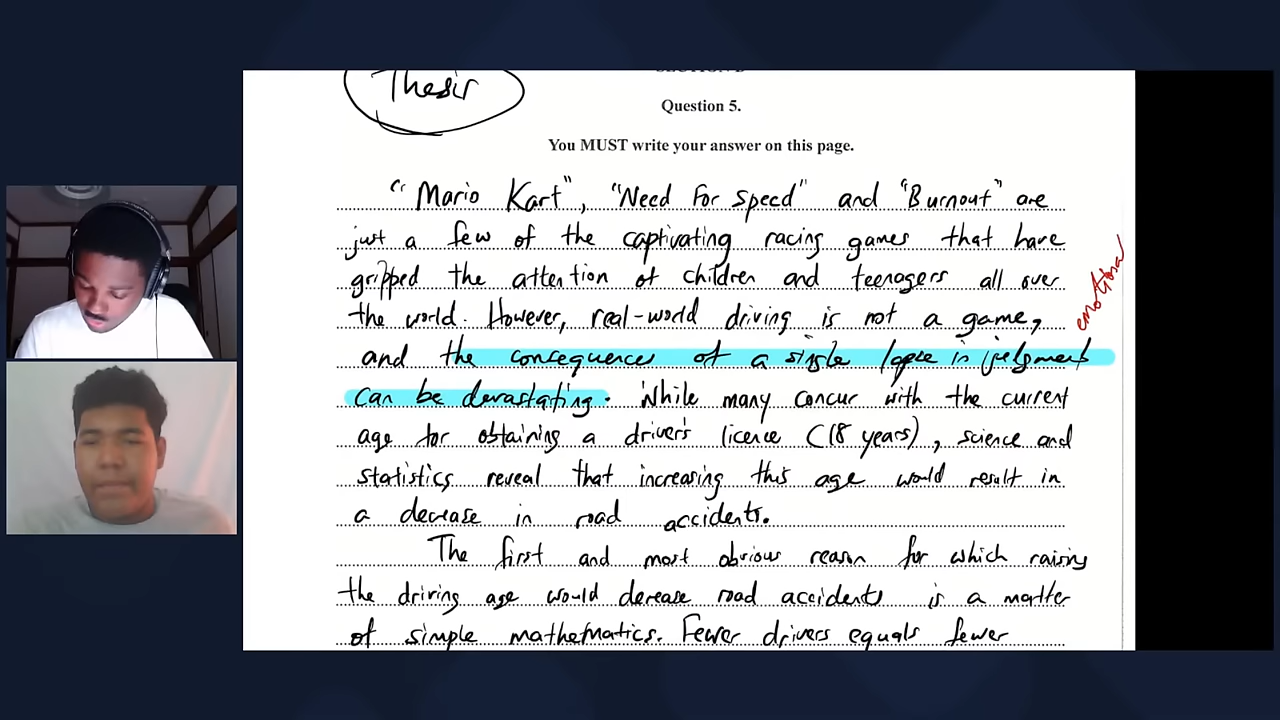 Thesis
Question 5.
You MUST write your answer on this page.
"Mario Kart", "Need For Speed" and "Burnout" are
just a few of the captivating racing games that have
gripped the attention of children and teenagers all over
the world. However, real-world driving is not a game,
emotional
and the consequences of a single lapse in judgment
can be devastating. While many concur with the current
age for obtaining a driver's licence (18 years), science and
statistics reveal that increasing this age would result in
a decrease in road accidents.
The first and most obvious reason for which raising
the driving age would decrease road accidents is a matter
of simple mathematics. Fewer drivers equals fewer